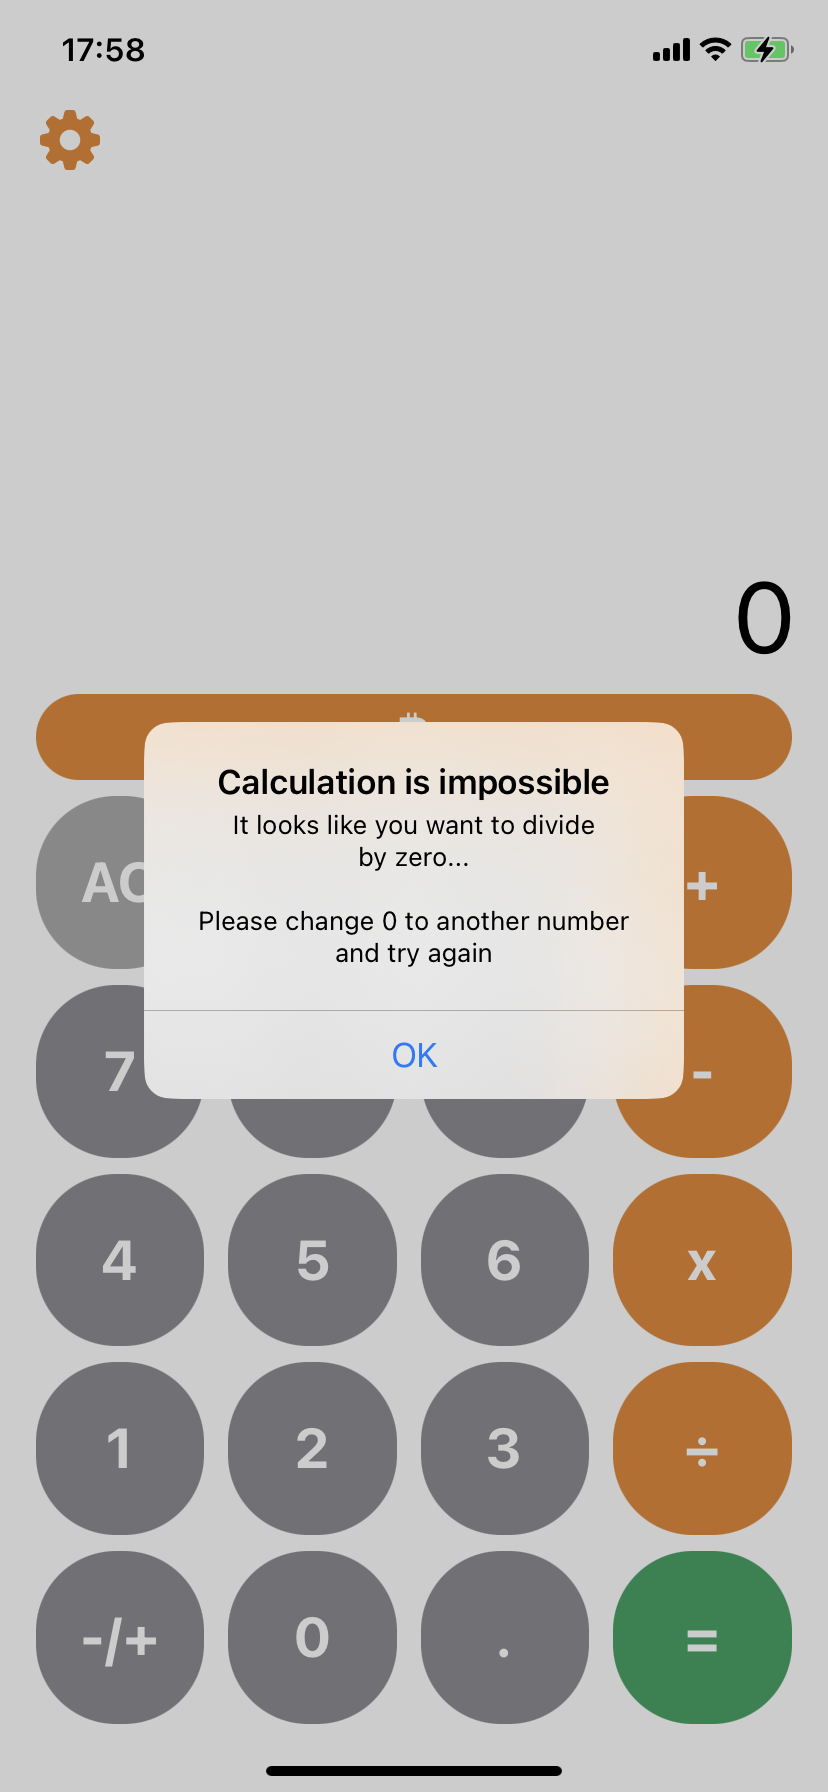 17:58
0
Calculation is impossible
It looks like you want to divide
by zero...
Please change 0 to another number
and try again
OK
+
7
-
4
5
6
x
1
2
3
÷
-/+
0
.
=